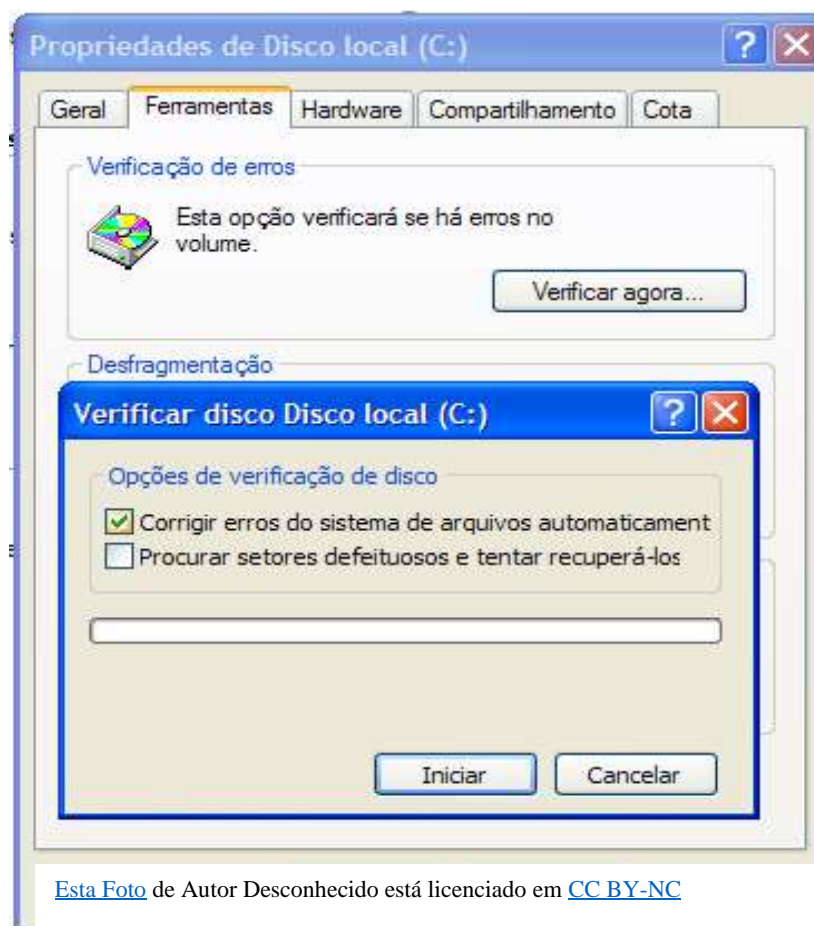 Propriedades de Disco local (C:)
Geral Ferramentas Hardware Compartilhamento Cota
Verificação de erros
Esta opção verificará se há erros no
volume.
Verificar agora...
Desfragmentação
Verificar disco Disco local (C:)
Opções de verificação de disco
Corrigir erros do sistema de arquivos automaticament
Procurar setores defeituosos e tentar recuperá-los
Iniciar Cancelar
Esta Foto de Autor Desconhecido está licenciado em CC BY-NC